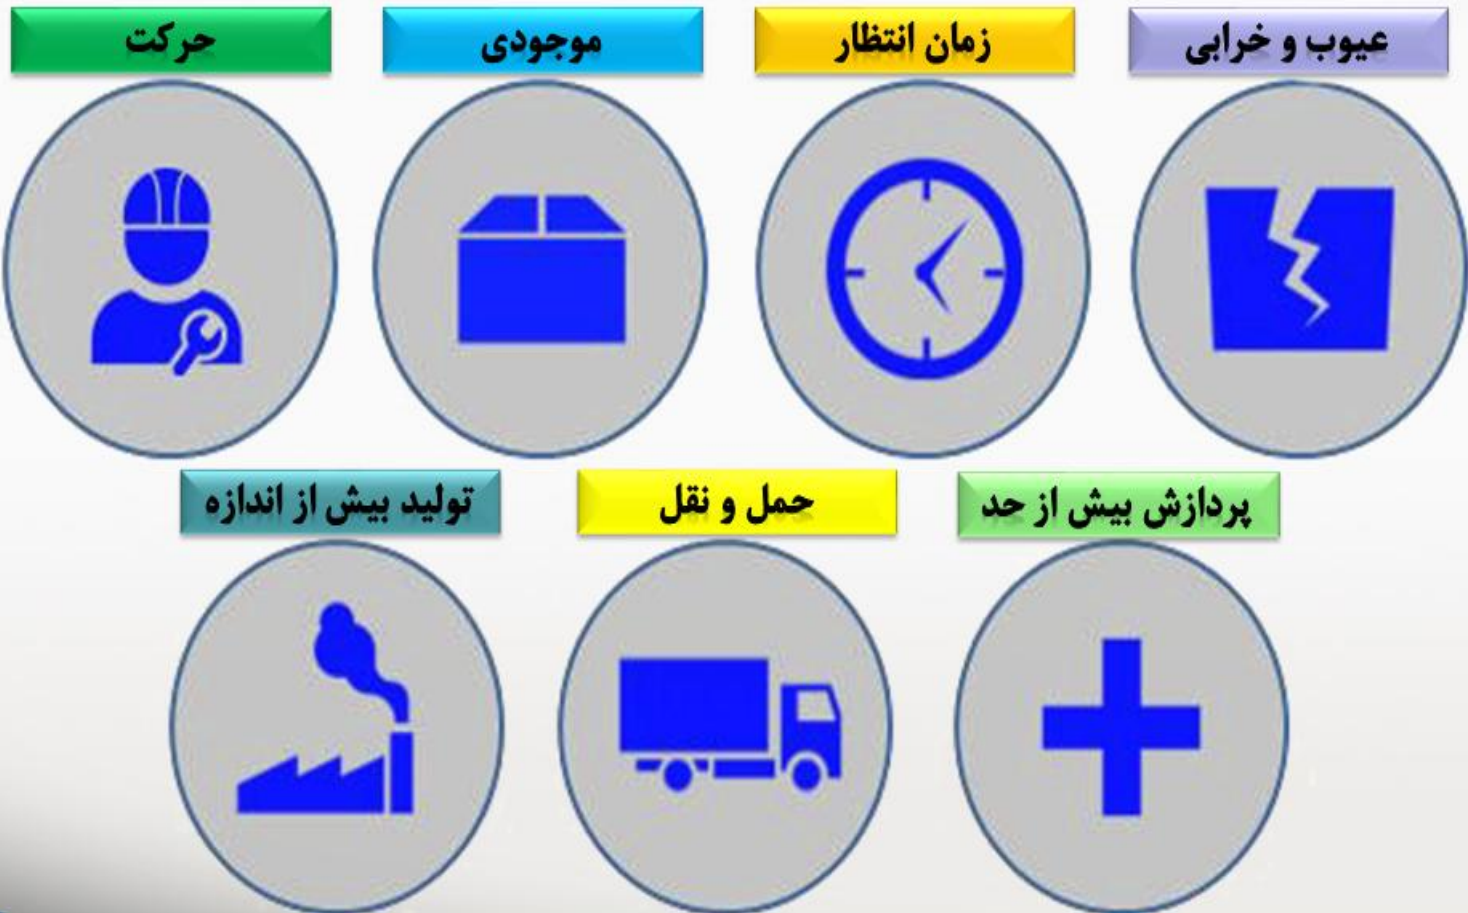 عیوب و خرابی
زمان انتظار
موجودی
حرکت
پردازش بیش از حد
حمل و نقل
تولید بیش از اندازه